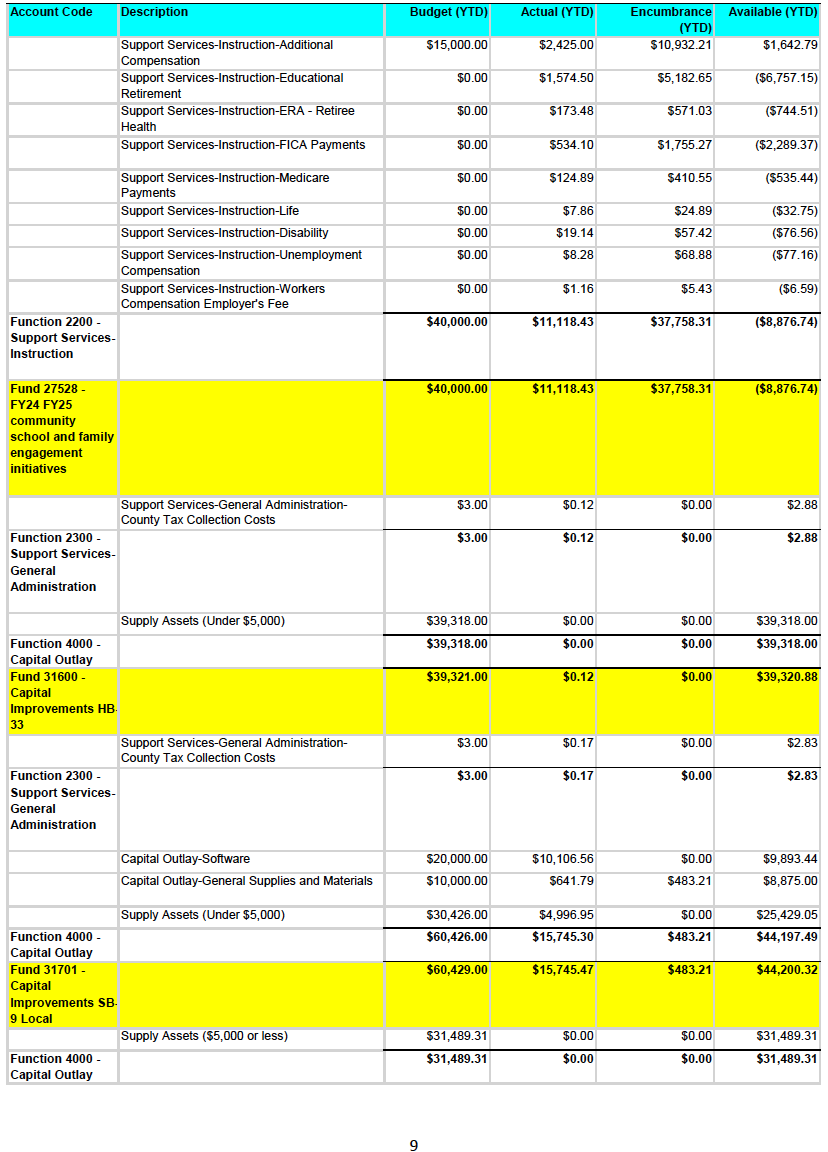 Account Code Description Budget (YTD) Actual (YTD) Encumbrance (YTD) Available (YTD)
Support Services-Instruction-Additional Compensation $15,000.00 $2,425.00 $10,932.21 $1,642.79
Support Services-Instruction-Educational Retirement $0.00 $1,574.50 $5,182.65 ($6,757.15)
Support Services-Instruction-ERA - Retiree Health $0.00 $173.48 $571.03 ($744.51)
Support Services-Instruction-FICA Payments $0.00 $534.10 $1,755.27 ($2,289.37)
Support Services-Instruction-Medicare Payments $0.00 $124.89 $410.55 ($535.44)
Support Services-Instruction-Life $0.00 $7.86 $24.89 ($32.75)
Support Services-Instruction-Disability $0.00 $19.14 $57.42 ($76.56)
Support Services-Instruction-Unemployment Compensation $0.00 $8.28 $68.88 ($77.16)
Support Services-Instruction-Workers Compensation Employer's Fee $0.00 $1.16 $5.43 ($6.59)
Function 2200 - Support Services-Instruction $40,000.00 $11,118.43 $37,758.31 ($8,876.74)
Fund 27528 - FY24 FY25 community school and family engagement initiatives $40,000.00 $11,118.43 $37,758.31 ($8,876.74)
Support Services-General Administration-County Tax Collection Costs $3.00 $0.12 $0.00 $2.88
Function 2300 - Support Services-General Administration $3.00 $0.12 $0.00 $2.88
Supply Assets (Under $5,000) $39,318.00 $0.00 $0.00 $39,318.00
Function 4000 - Capital Outlay $39,318.00 $0.00 $0.00 $39,318.00
Fund 31600 - Capital Improvements HB-33 $39,321.00 $0.12 $0.00 $39,320.88
Support Services-General Administration-County Tax Collection Costs $3.00 $0.17 $0.00 $2.83
Function 2300 - Support Services-General Administration $3.00 $0.17 $0.00 $2.83
Capital Outlay-Software $20,000.00 $10,106.56 $0.00 $9,893.44
Capital Outlay-General Supplies and Materials $10,000.00 $641.79 $483.21 $8,875.00
Supply Assets (Under $5,000) $30,426.00 $4,996.95 $0.00 $25,429.05
Function 4000 - Capital Outlay $60,426.00 $15,745.30 $483.21 $44,197.49
Fund 31701 - Capital Improvements SB-9 Local $60,429.00 $15,745.47 $483.21 $44,200.32
Supply Assets ($5,000 or less) $31,489.31 $0.00 $0.00 $31,489.31
Function 4000 - Capital Outlay $31,489.31 $0.00 $0.00 $31,489.31
9